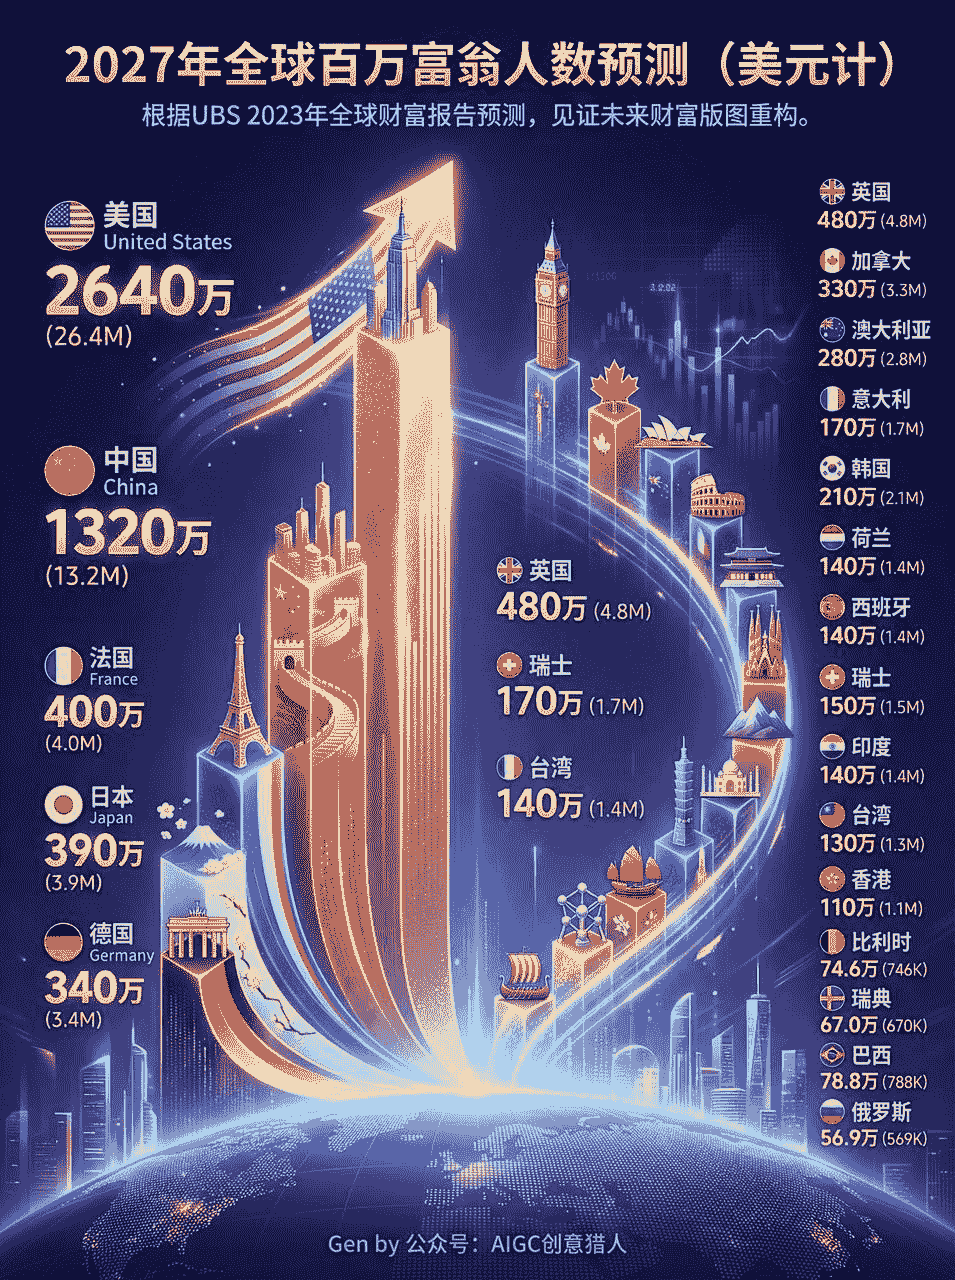 2027年全球百万富翁人数预测（美元计）
根据UBS 2023年全球财富报告预测，见证未来财富版图重构。
美国
United States
2640万
(26.4M)
中国
China
1320万
(13.2M)
法国
France
400万
(4.0M)
日本
Japan
390万
(3.9M)
德国
Germany
340万
(3.4M)
英国
480万 (4.8M)
瑞士
170万 (1.7M)
台湾
140万 (1.4M)
英国
480万 (4.8M)
加拿大
330万 (3.3M)
澳大利亚
280万 (2.8M)
意大利
170万 (1.7M)
韩国
210万 (2.1M)
荷兰
140万 (1.4M)
西班牙
140万 (1.4M)
瑞士
150万 (1.5M)
印度
140万 (1.4M)
台湾
130万 (1.3M)
香港
110万 (1.1M)
比利时
74.6万 (746K)
瑞典
67.0万 (670K)
巴西
78.8万 (788K)
俄罗斯
56.9万 (569K)
Gen by 公众号：AIGC创意猎人